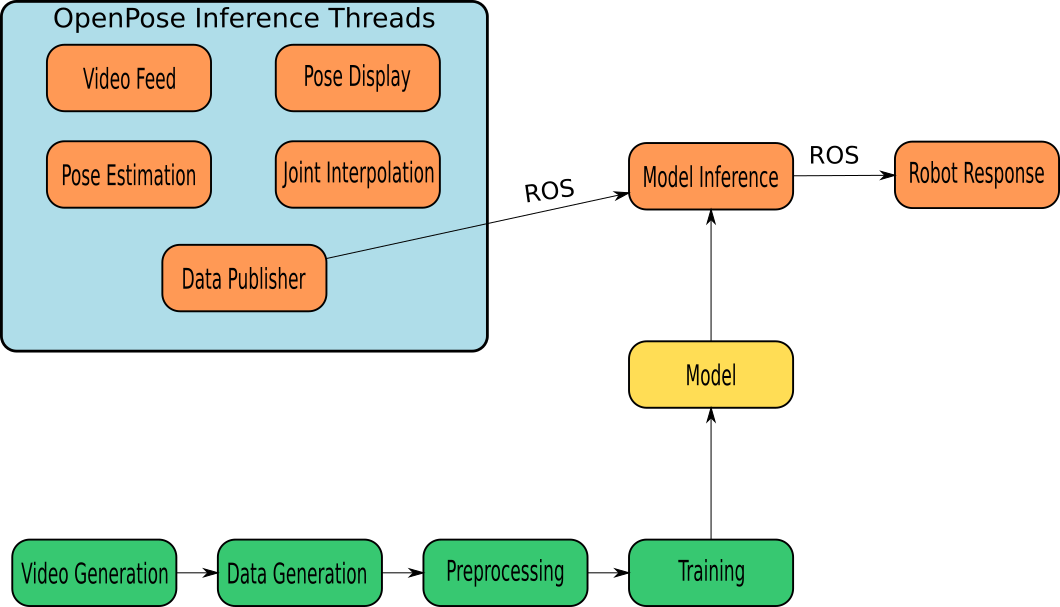 OpenPose Inference Threads
Video Feed
Pose Display
Pose Estimation
Joint Interpolation
Data Publisher
ROS
Model Inference
ROS
Robot Response
Model
Video Generation
Data Generation
Preprocessing
Training